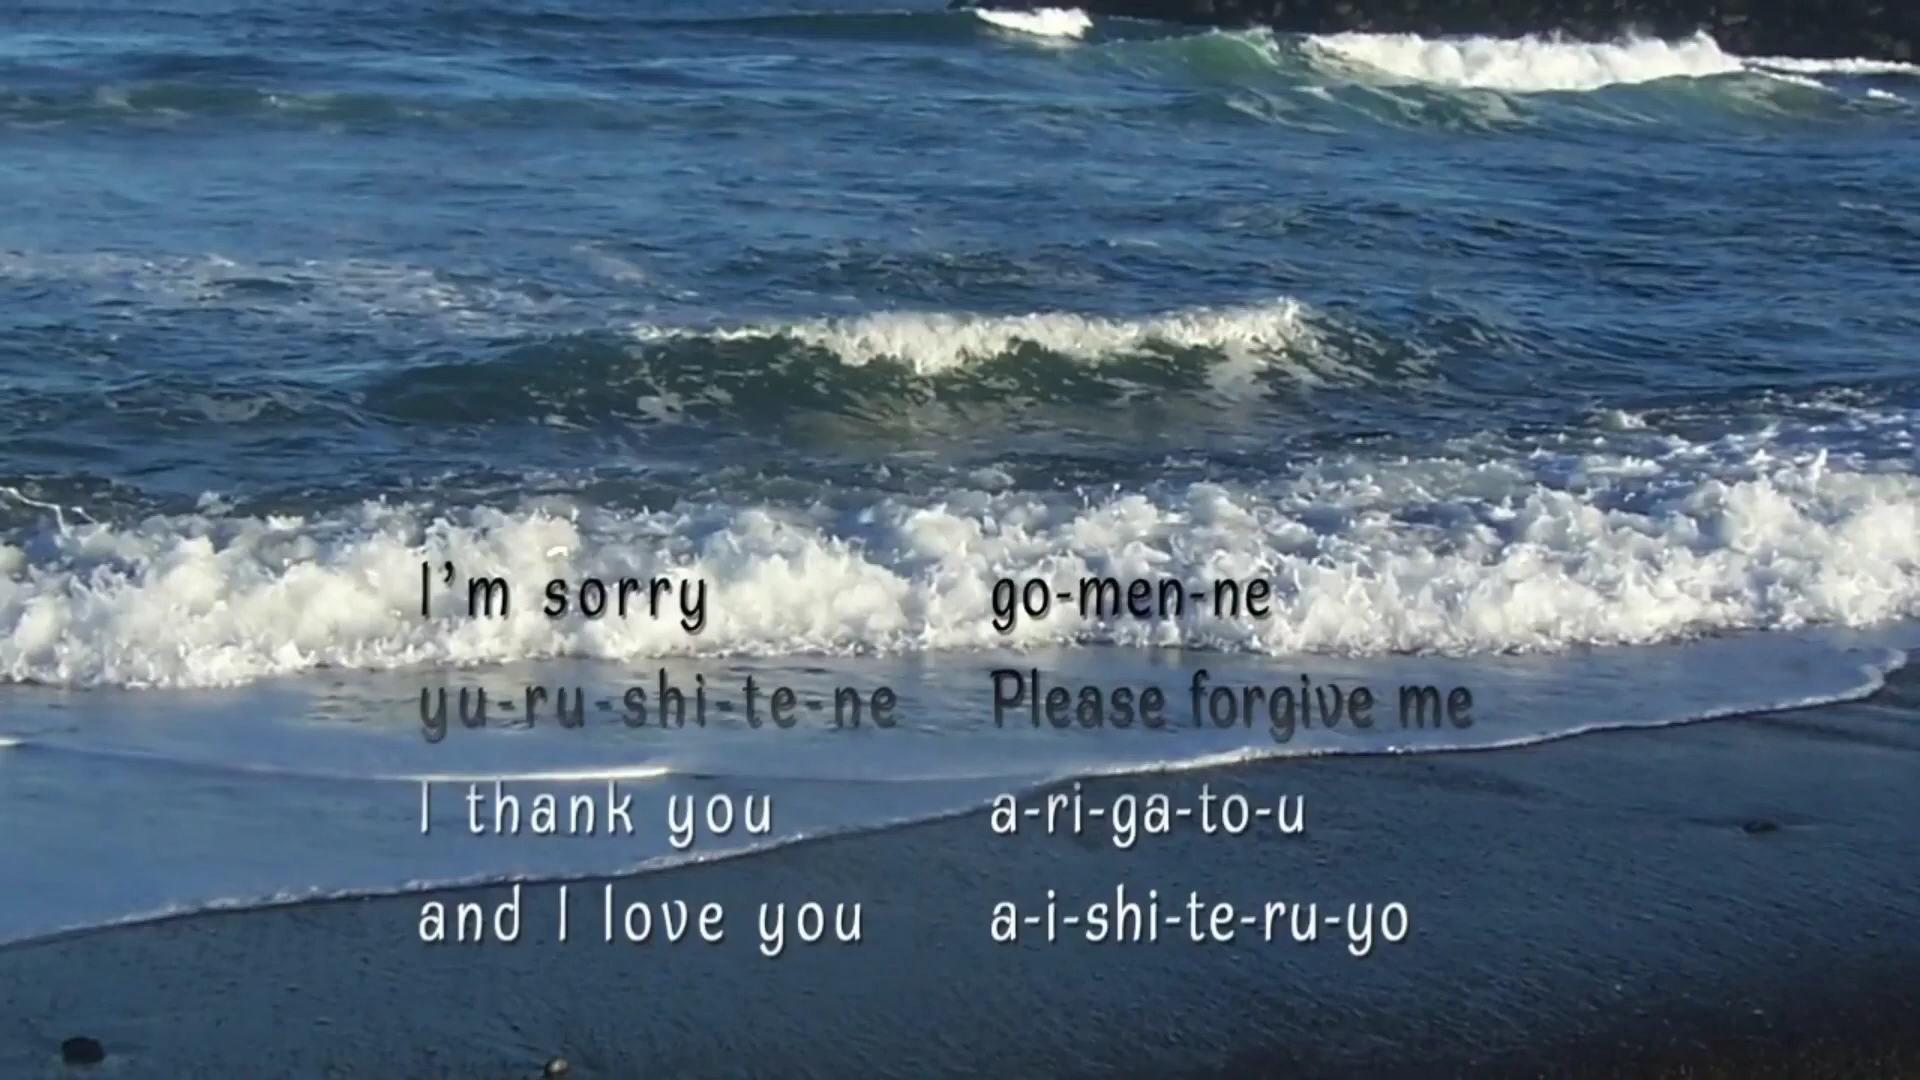 I'm sorry go-men-ne
yu-ru-shi-te-ne Please forgive me
I thank you a-ri-ga-to-u
and I love you a-i-shi-te-ru-yo